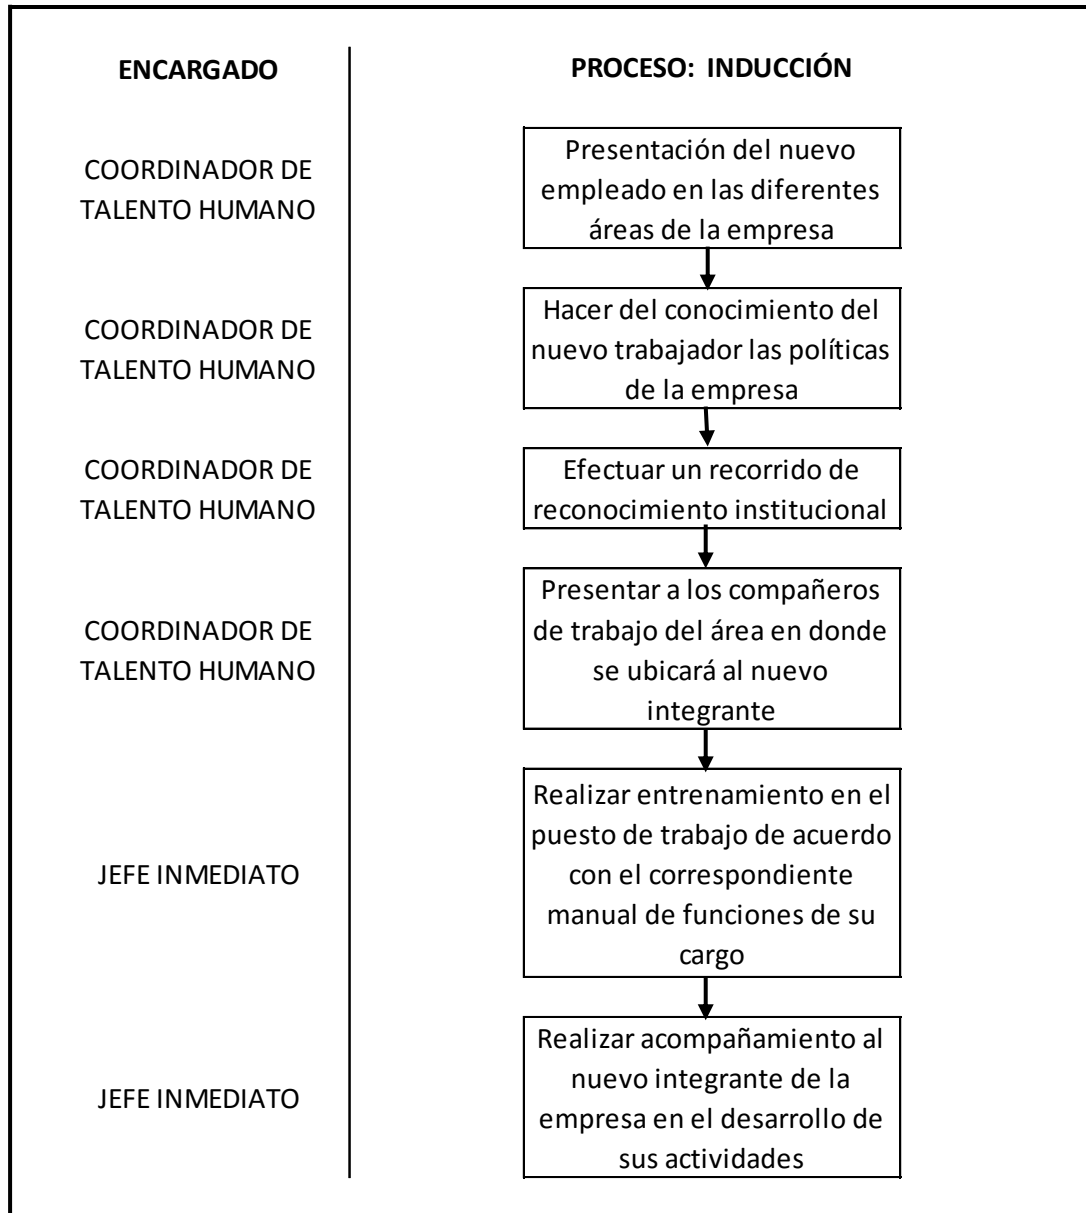 ENCARGADO
PROCESO: INDUCCIÓN
COORDINADOR DE
TALENTO HUMANO
Presentación del nuevo
empleado en las diferentes
áreas de la empresa
COORDINADOR DE
TALENTO HUMANO
Hacer del conocimiento del
nuevo trabajador las políticas
de la empresa
COORDINADOR DE
TALENTO HUMANO
Efectuar un recorrido de
reconocimiento institucional
COORDINADOR DE
TALENTO HUMANO
Presentar a los compañeros
de trabajo del área en donde
se ubicará al nuevo
integrante
JEFE INMEDIATO
Realizar entrenamiento en el
puesto de trabajo de acuerdo
con el correspondiente
manual de funciones de su
cargo
JEFE INMEDIATO
Realizar acompañamiento al
nuevo integrante de la
empresa en el desarrollo de
sus actividades